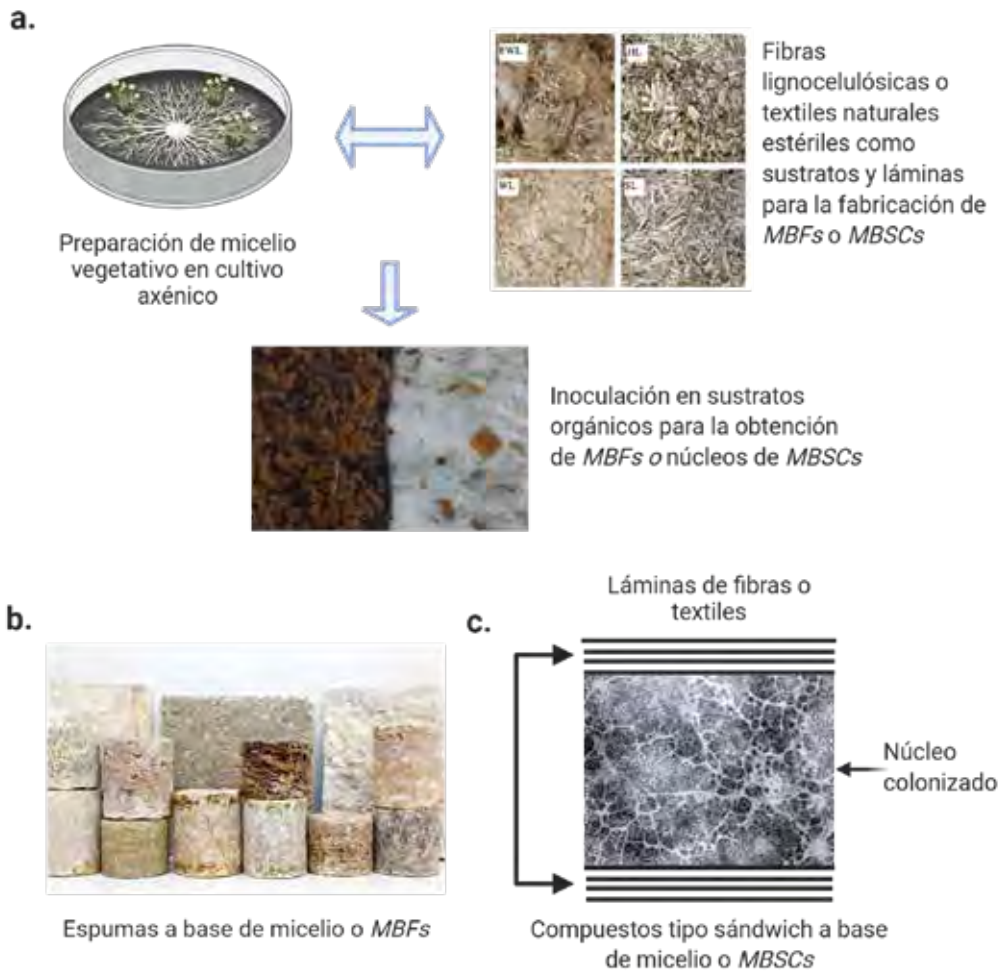 a.
Preparación de micelio
vegetativo en cultivo
axénico
WL
SL
Fibras
lignocelulósicas o
textiles naturales
estériles como
sustratos y láminas
para la fabricación de
MBFs o MBSCs
Inoculación en sustratos
orgánicos para la obtención
de MBFs o núcleos de MBSCs
b.
Espumas a base de micelio o MBFs
c.
Láminas de fibras o
textiles
Núcleo
colonizado
Compuestos tipo sándwich a base
de micelio o MBSCs